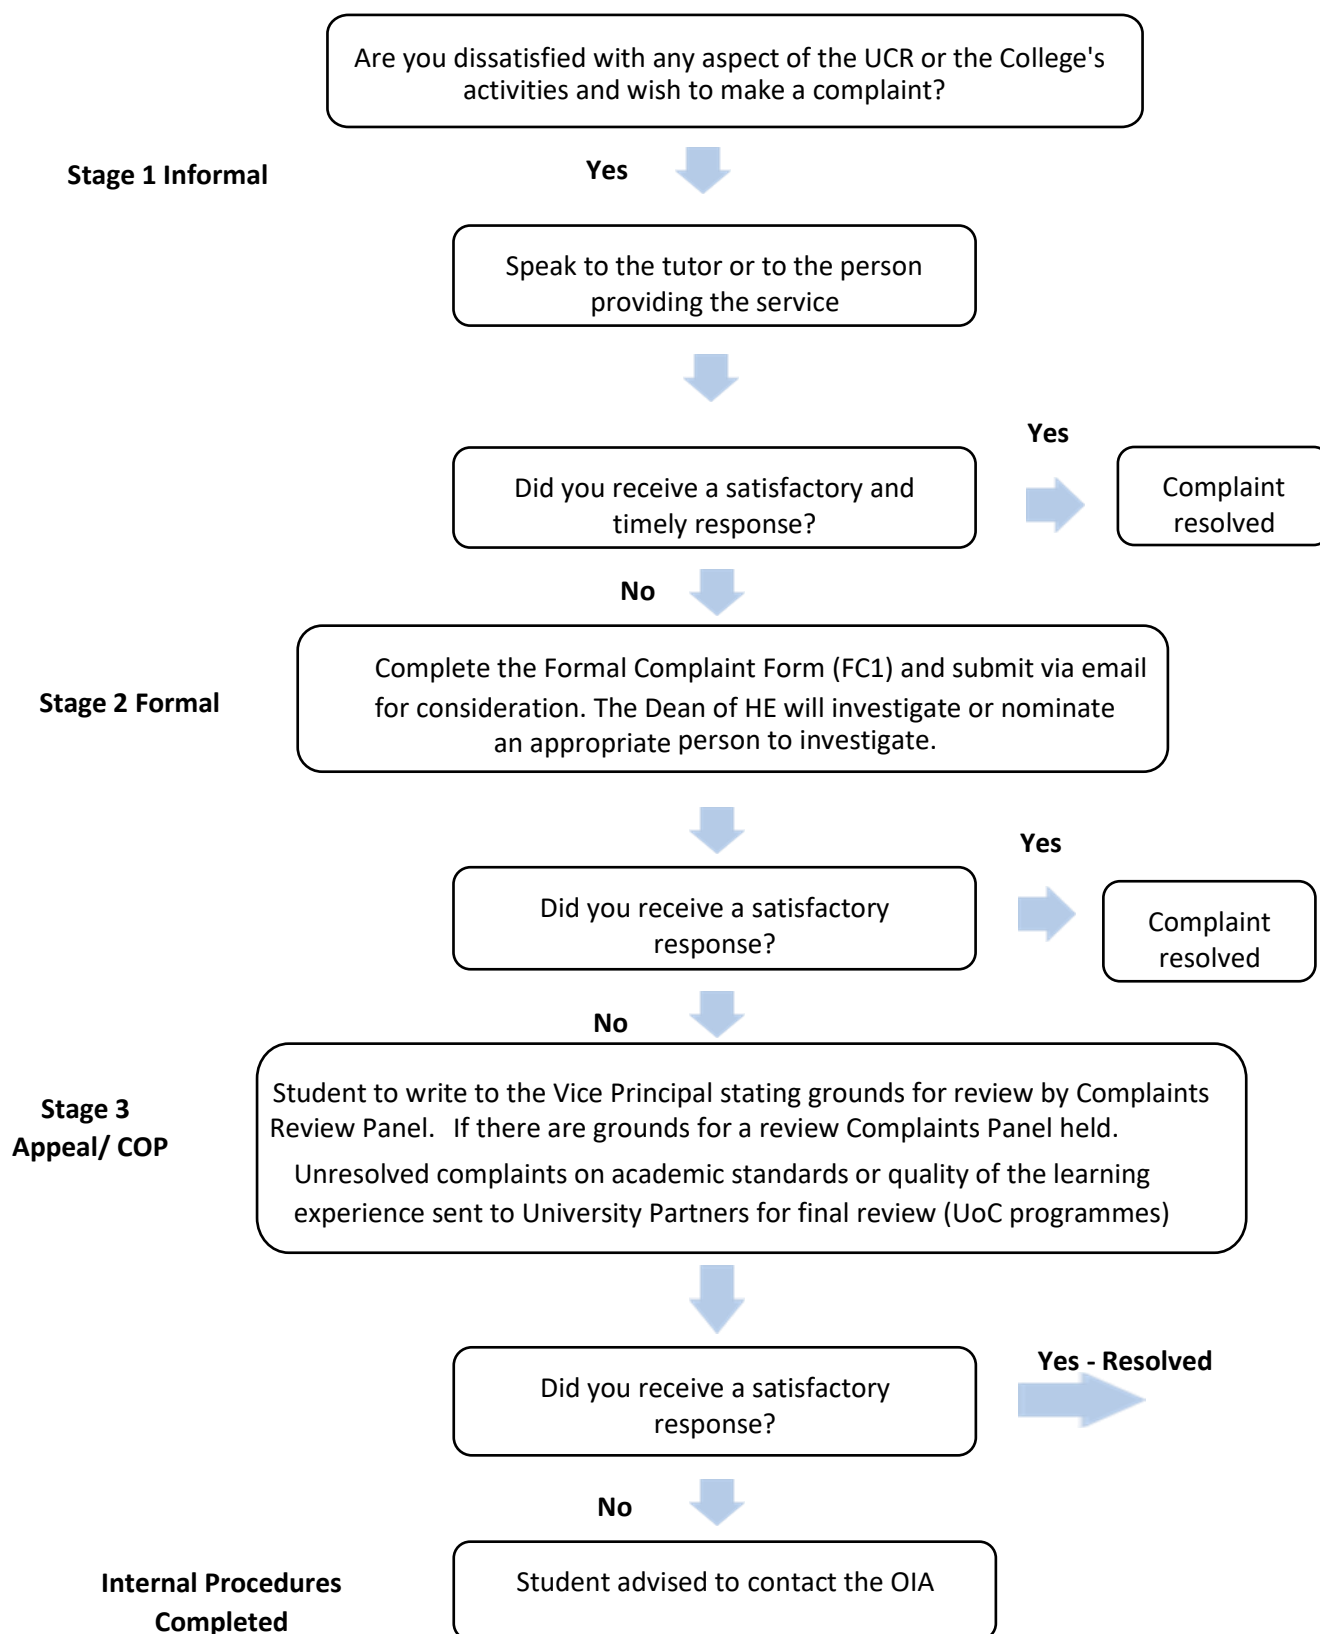 Are you dissatisfied with any aspect of the UCR or the College's
activities and wish to make a complaint?
Stage 1 Informal
Yes
Speak to the tutor or to the person
providing the service
Did you receive a satisfactory and
timely response?
Yes
Complaint
resolved
No
Stage 2 Formal
Complete the Formal Complaint Form (FC1) and submit via email
for consideration. The Dean of HE will investigate or nominate
an appropriate person to investigate.
Did you receive a satisfactory
response?
Yes
Complaint
resolved
No
Stage 3
Appeal/ COP
Student to write to the Vice Principal stating grounds for review by Complaints
Review Panel. If there are grounds for a review Complaints Panel held.
Unresolved complaints on academic standards or quality of the learning
experience sent to University Partners for final review (UoC programmes)
Did you receive a satisfactory
response?
Yes - Resolved
No
Internal Procedures
Completed
Student advised to contact the OIA